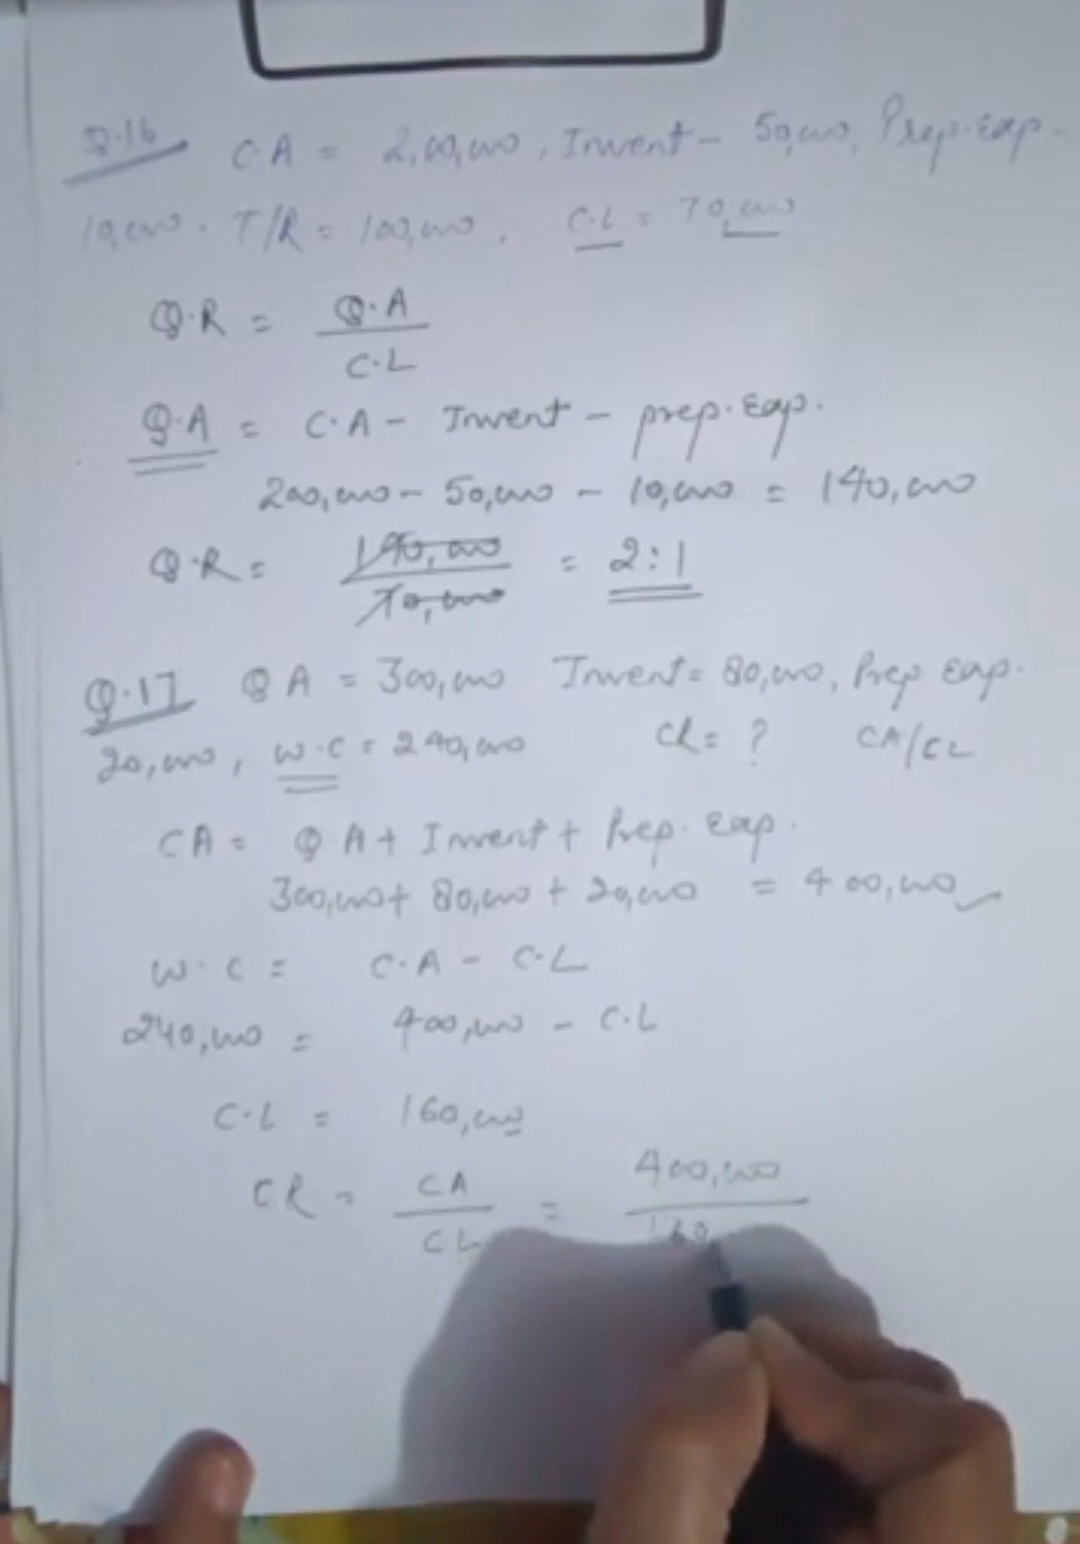 Q.16 C.A = 2,00,000, Invent - 50,000, Prep. Exp -
10,000. T/R = 100,000, C.L = 70,000
Q.R = Q.A / C.L
Q.A = C.A - Invent - prep. Exp.
200,000 - 50,000 - 10,000 = 140,000
Q.R = 140,000 / 70,000 = 2:1
Q.17 Q A = 300,000 Invent = 80,000, Prep Exp.
20,000, W.C = 240,000 CR = ? CA/CL
CA = Q A + Invent + Prep. Exp.
300,000 + 80,000 + 20,000 = 400,000
W.C = C.A - C.L
240,000 = 400,000 - C.L
C.L = 160,000
CR = CA / CL = 400,000 / 160